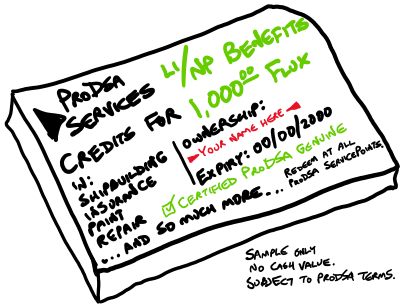 ProDSA
SERVICES
LI/NP BENEFITS
CREDITS FOR 1,000.00 FLUX
IN:
SHIPBUILDING
INSURANCE
PAINT
REPAIR
...AND SO MUCH MORE...
OWNERSHIP:
YOUR NAME HERE
EXPIRY: 00/00/2000
CERTIFIED PRODSA GENUINE
REDEEM AT ALL
PRODSA SERVICEPOINTS.
SAMPLE ONLY
NO CASH VALUE.
SUBJECT TO PRODSA TERMS.